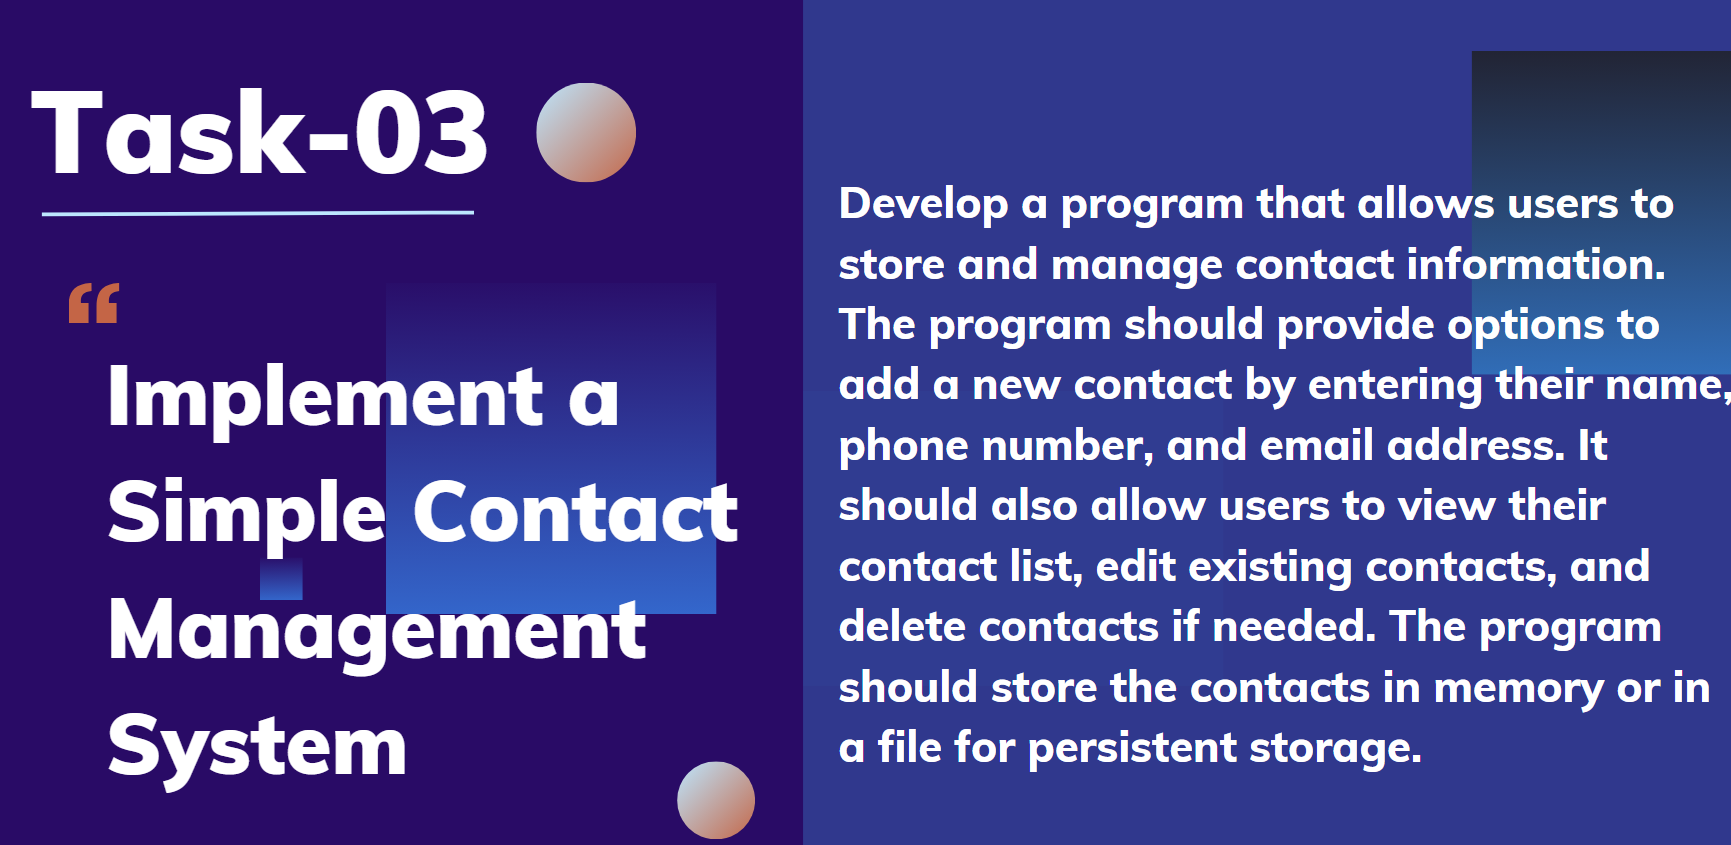 Task-03
“
Implement a
Simple Contact
Management
System
Develop a program that allows users to
store and manage contact information.
The program should provide options to
add a new contact by entering their name,
phone number, and email address. It
should also allow users to view their
contact list, edit existing contacts, and
delete contacts if needed. The program
should store the contacts in memory or in
a file for persistent storage.